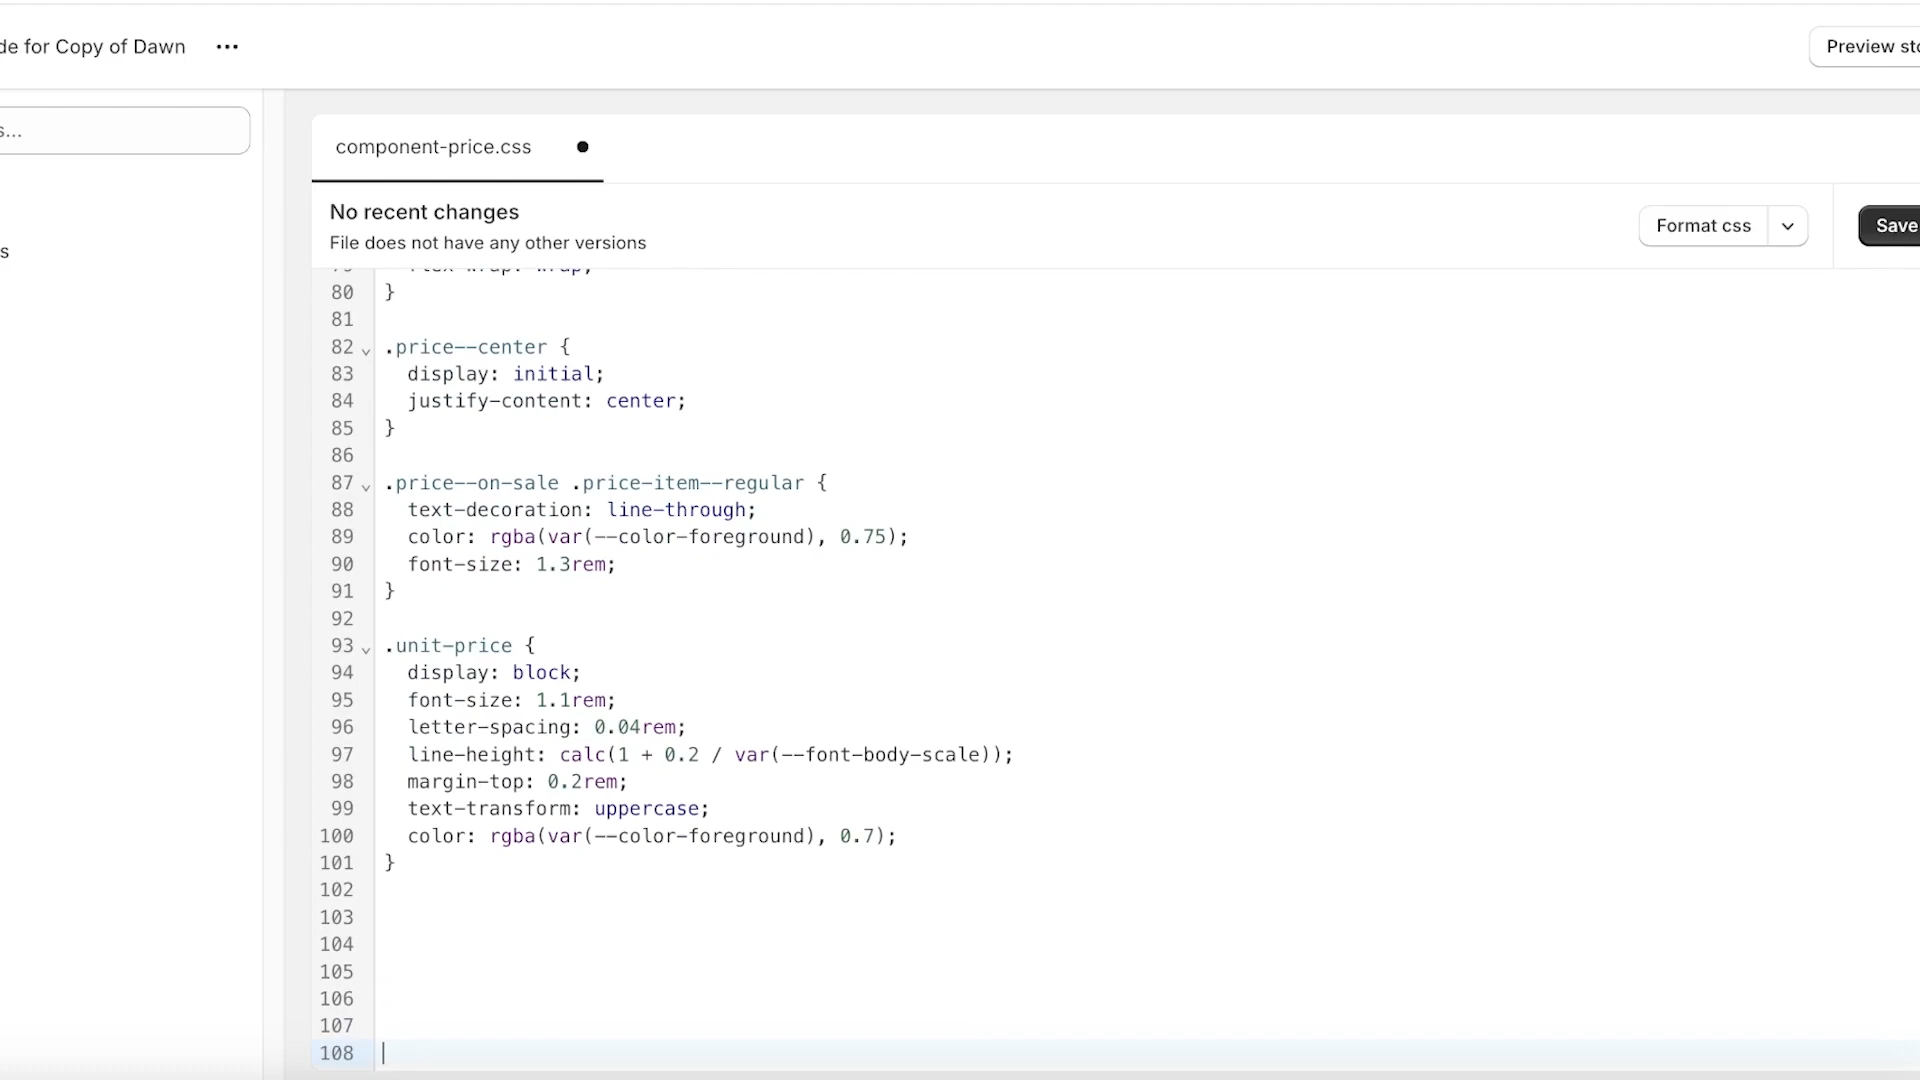 de for Copy of Dawn ...
Preview sto
s...
component-price.css
s
No recent changes
File does not have any other versions
Format css
Save
79 flex-wrap: wrap;
80 }
81
82 .price--center {
83 display: initial;
84 justify-content: center;
85 }
86
87 .price--on-sale .price-item--regular {
88 text-decoration: line-through;
89 color: rgba(var(--color-foreground), 0.75);
90 font-size: 1.3rem;
91 }
92
93 .unit-price {
94 display: block;
95 font-size: 1.1rem;
96 letter-spacing: 0.04rem;
97 line-height: calc(1 + 0.2 / var(--font-body-scale));
98 margin-top: 0.2rem;
99 text-transform: uppercase;
100 color: rgba(var(--color-foreground), 0.7);
101 }
102
103
104
105
106
107
108